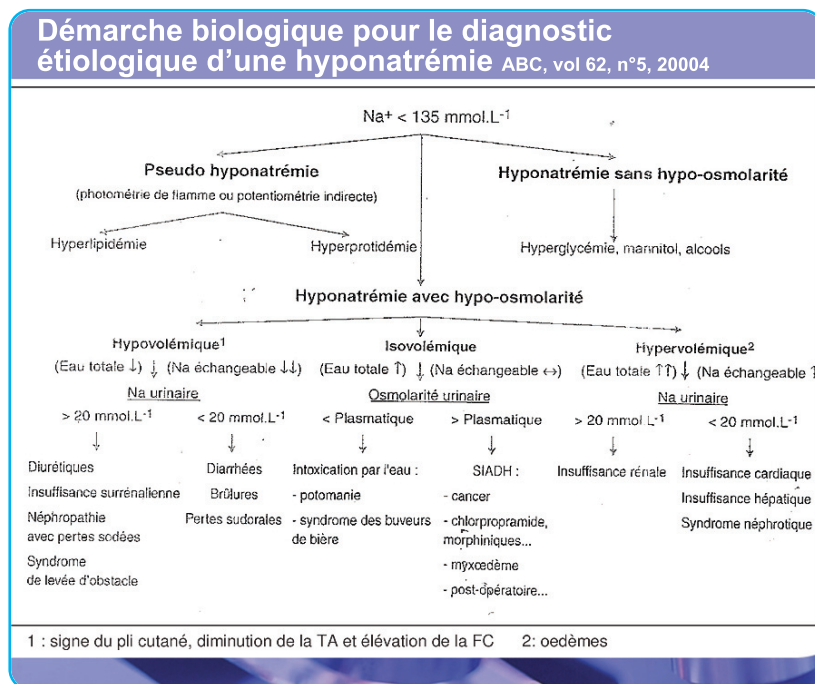 Démarche biologique pour le diagnostic
étiologique d'une hyponatrémie ABC, vol 62, n°5, 20004
Na+ < 135 mmol.L-1
Pseudo hyponatrémie
(photométrie de flamme ou potentiométrie indirecte)
Hyponatrémie sans hypo-osmolarité
Hyperlipidémie
Hyperprotidémie
Hyperglycémie, mannitol, alcools
Hyponatrémie avec hypo-osmolarité
Hypovolémique1
(Eau totale ↓) (Na échangeable ↓↓)
Isovolémique
(Eau totale ↑) (Na échangeable ↔)
Hypervolémique2
(Eau totale ↑↑) (Na échangeable ↑
Na urinaire
> 20 mmol.L-1 < 20 mmol.L-1
Osmolarité urinaire
< Plasmatique > Plasmatique
Na urinaire
> 20 mmol L-1 < 20 mmol.L-1
Diurétiques
Insuffisance surrénalienne
Néphropathie
avec pertes sodées
Syndrome
de levée d'obstacle
Diarrhées
Brûlures
Pertes sudorales
Intoxication par l'eau :
- potomanie
- syndrome des buveurs
de bière
SIADH :
- cancer
- chlorpropramide,
morphiniques...
- myxœdème
- post-opératoire...
Insuffisance rénale
Insuffisance cardiaque
Insuffisance hépatique
Syndrome néphrotique
1 : signe du pli cutané, diminution de la TA et élévation de la FC 2: oedèmes